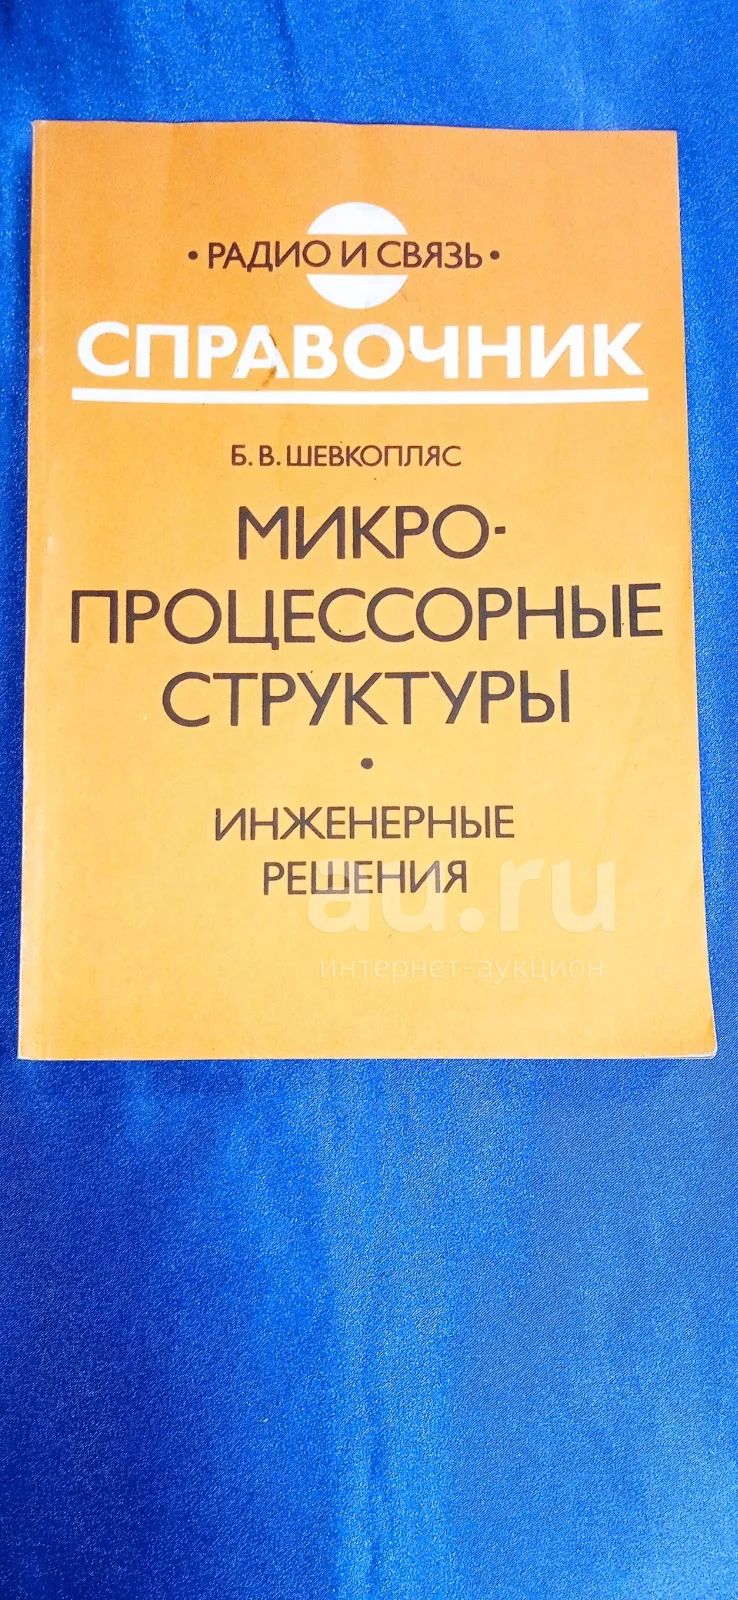 • РАДИО И СВЯЗЬ •
СПРАВОЧНИК
Б. В. ШЕВКОПЛЯС
МИКРО-
ПРОЦЕССОРНЫЕ
СТРУКТУРЫ
•
ИНЖЕНЕРНЫЕ
РЕШЕНИЯ
au.ru
интернет-аукцион